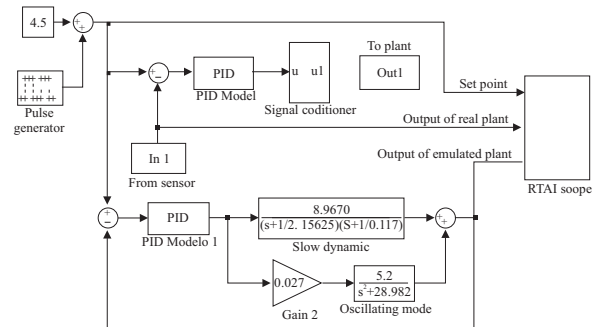 4.5
+
+
Pulse
generator
+
−
PID
PID Model
u u1
Signal coditioner
To plant
Out1
Set point
Output of real plant
Output of emulated plant
RTAI soope
In 1
From sensor
+
−
PID
PID Modelo 1
8.9670
(s+1/2. 15625)(S+1/0.117)
Slow dynamic
+
+
0.027
Gain 2
5.2
s²+28.982
Oscillating mode